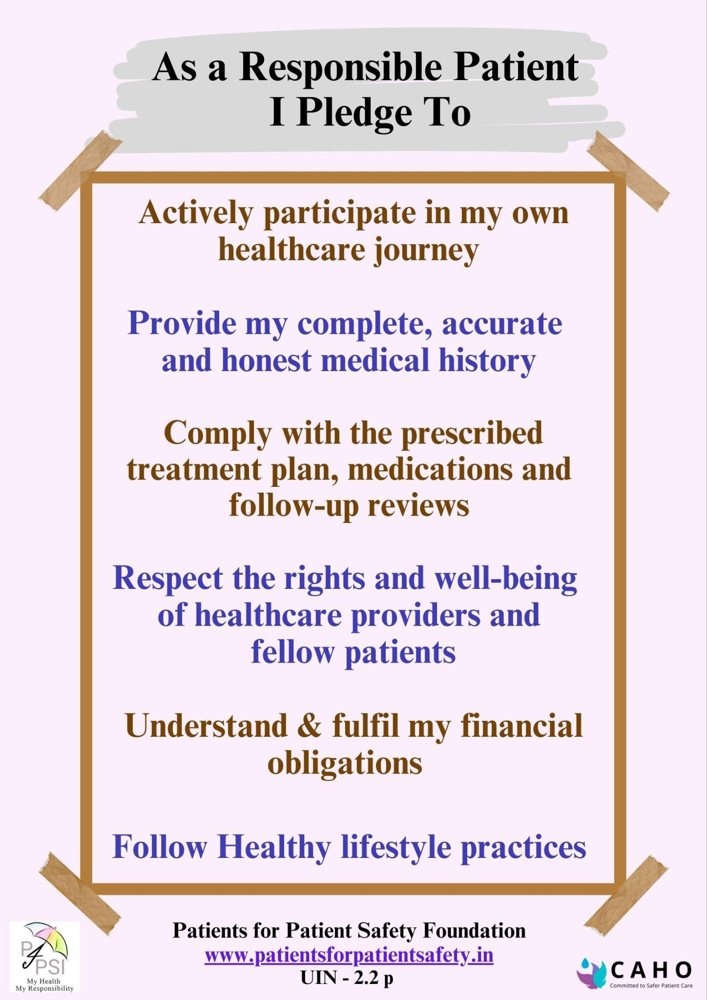 As a Responsible Patient
I Pledge To
Actively participate in my own
healthcare journey
Provide my complete, accurate
and honest medical history
Comply with the prescribed
treatment plan, medications and
follow-up reviews
Respect the rights and well-being
of healthcare providers and
fellow patients
Understand & fulfil my financial
obligations
Follow Healthy lifestyle practices
Patients for Patient Safety Foundation
www.patientsforpatientsafety.in
UIN - 2.2 p
P4PSI
My Health
My Responsibility
CAHO
Committed to Safer Patient Care